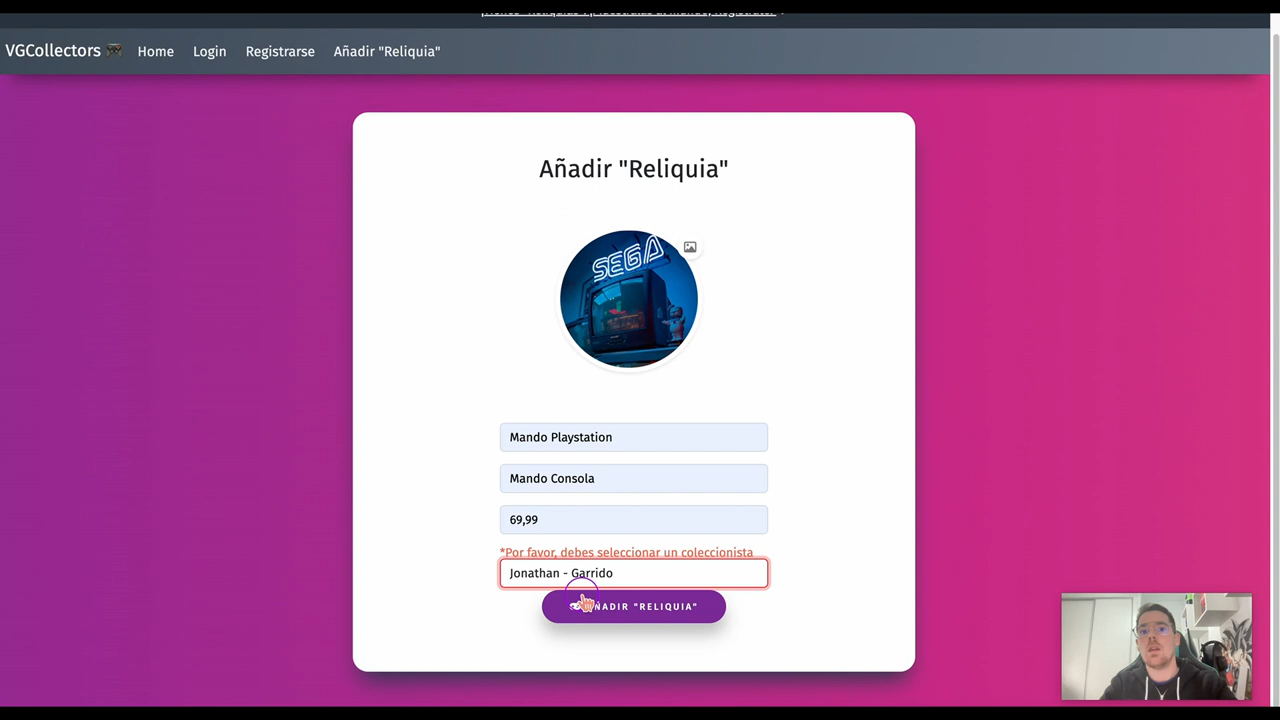 VGCollectors
Home
Login
Registrarse
Añadir "Reliquia"
Añadir "Reliquia"
SEGA
Mando Playstation
Mando Consola
69,99
*Por favor, debes seleccionar un coleccionista
Jonathan - Garrido
AÑADIR "RELIQUIA"